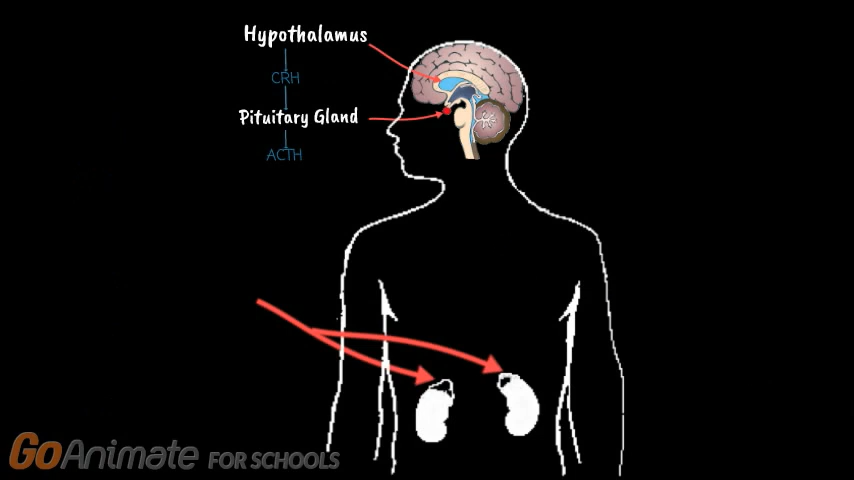 Hypothalamus
CRH
Pituitary Gland
ACTH
GoAnimate FOR SCHOOLS